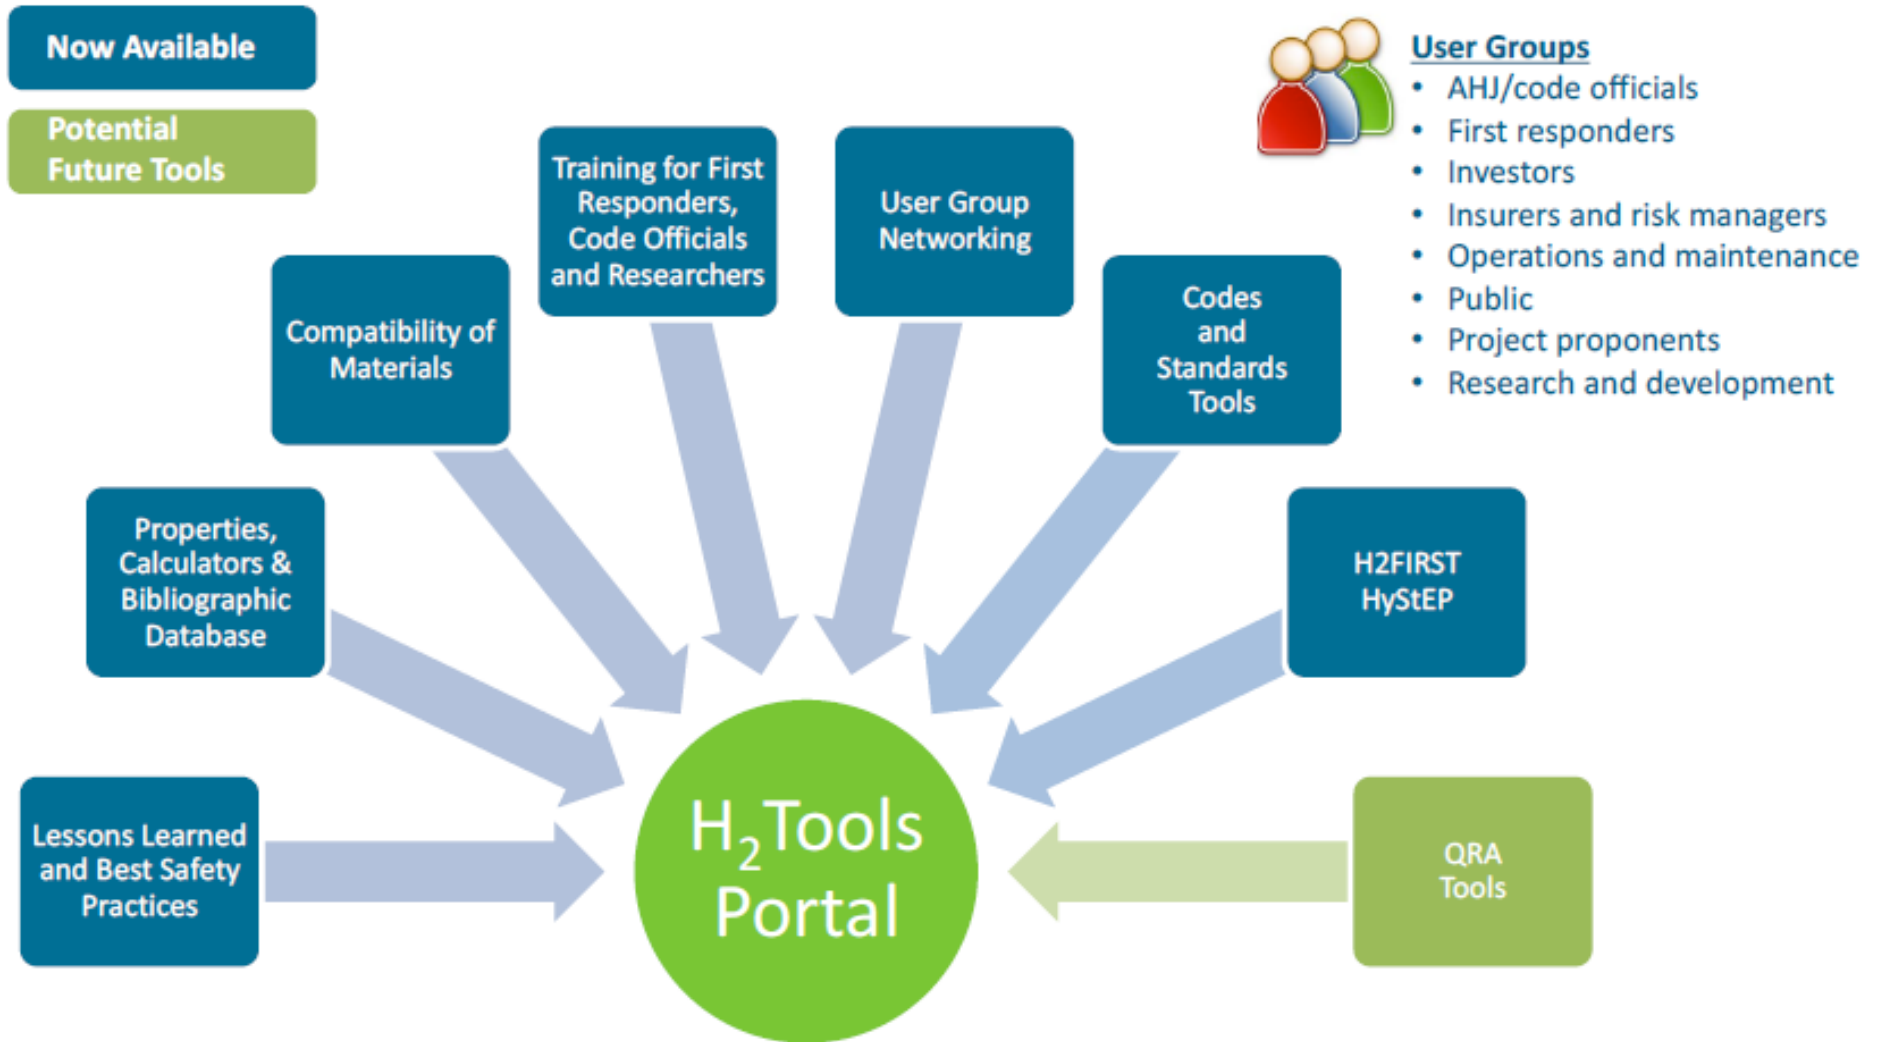 Now Available
Potential
Future Tools
User Groups
• AHJ/code officials
• First responders
• Investors
• Insurers and risk managers
• Operations and maintenance
• Public
• Project proponents
• Research and development
Lessons Learned
and Best Safety
Practices
Properties,
Calculators &
Bibliographic
Database
Compatibility of
Materials
Training for First
Responders,
Code Officials
and Researchers
User Group
Networking
Codes
and
Standards
Tools
H2FIRST
HyStEP
QRA
Tools
H₂Tools
Portal